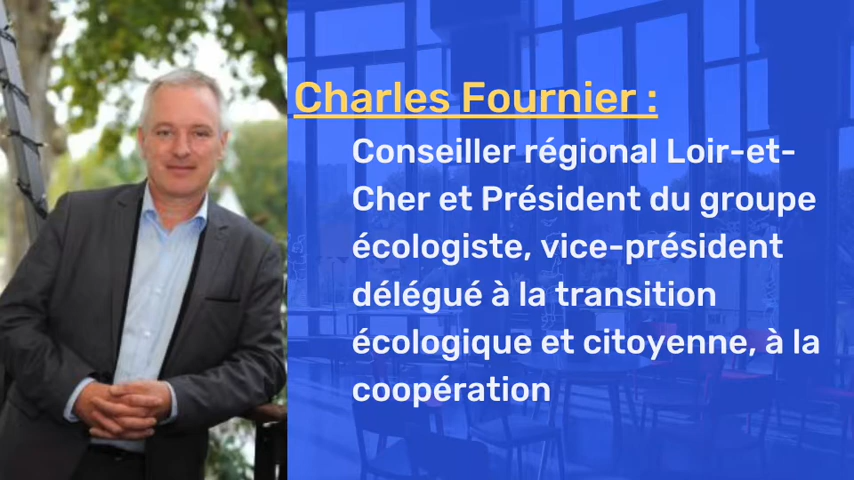 Charles Fournier :
Conseiller régional Loir-et-
Cher et Président du groupe
écologiste, vice-président
délégué à la transition
écologique et citoyenne, à la
coopération